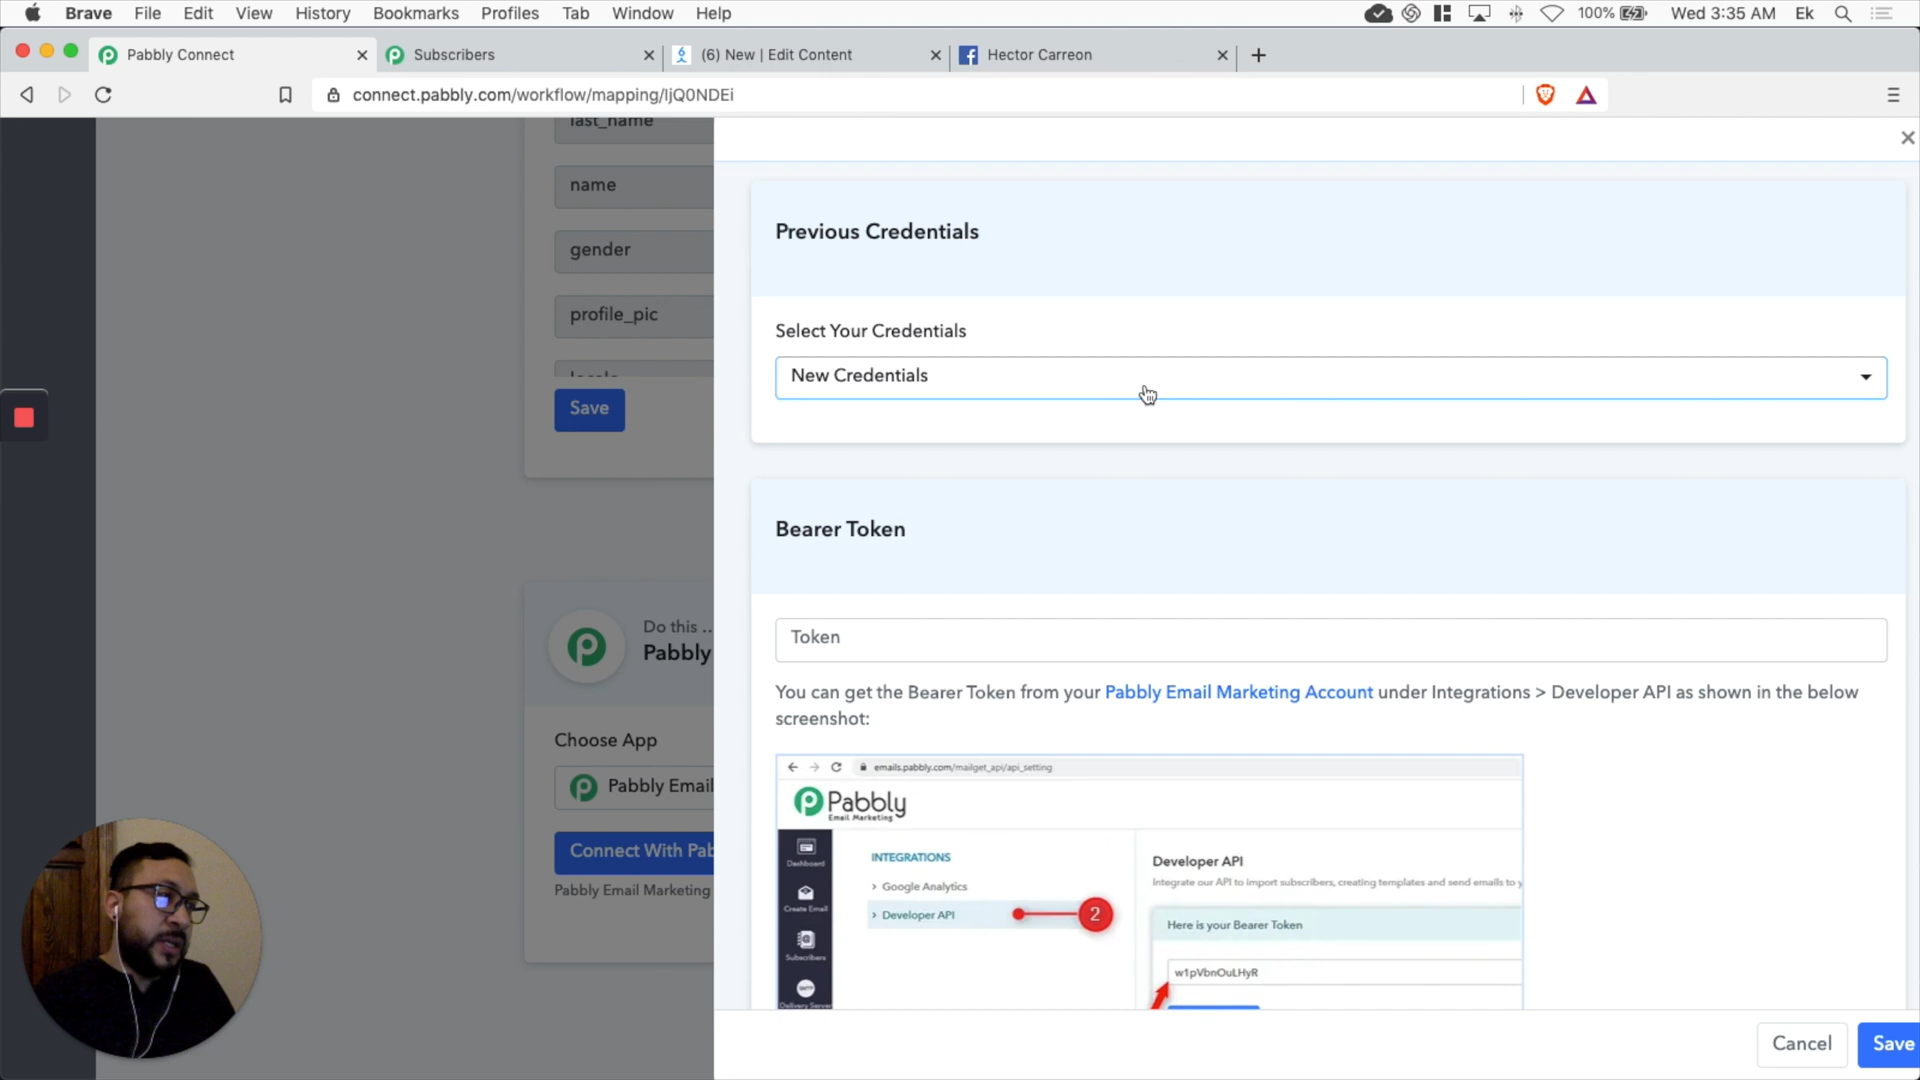 Brave File Edit View History Bookmarks Profiles Tab Window Help 100% Wed 3:35 AM Ek
Pabbly Connect Subscribers (6) New | Edit Content Hector Carreon
connect.pabbly.com/workflow/mapping/IjQ0NDEi
last_name
name
gender
profile_pic
Save
Do this ..
Pabbly
Choose App
Pabbly Email
Connect With Pab
Pabbly Email Marketing
Previous Credentials
Select Your Credentials
New Credentials
Bearer Token
Token
You can get the Bearer Token from your Pabbly Email Marketing Account under Integrations > Developer API as shown in the below
screenshot:
emails.pabbly.com/mailget_api/api_setting
Pabbly
Email Marketing
Dashboard
Create Email
Subscribers
Delivery Server
INTEGRATIONS
Google Analytics
Developer API
2
Developer API
Integrate our API to import subscribers, creating templates and send emails to y
Here is your Bearer Token
w1pVbnOuLHyR
Cancel
Save